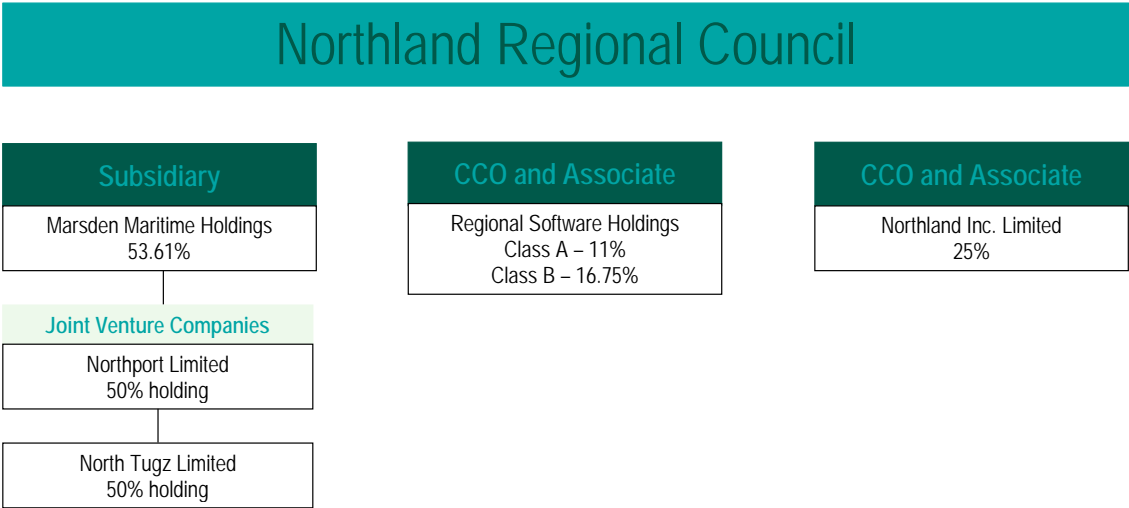 Northland Regional Council
Subsidiary
Marsden Maritime Holdings
53.61%
Joint Venture Companies
Northport Limited
50% holding
North Tugz Limited
50% holding
CCO and Associate
Regional Software Holdings
Class A – 11%
Class B – 16.75%
CCO and Associate
Northland Inc. Limited
25%